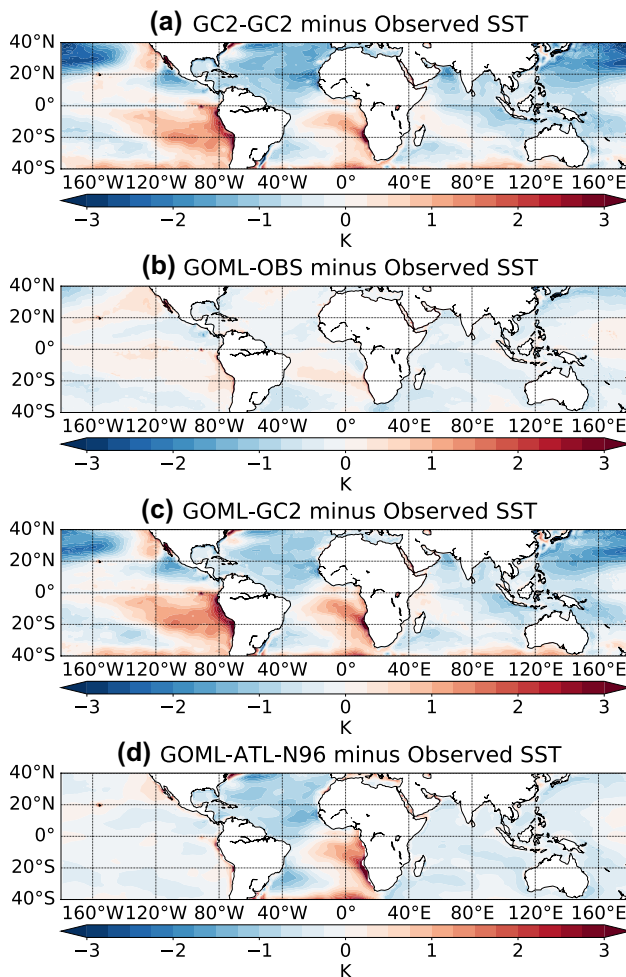 (a) GC2-GC2 minus Observed SST
40°N
20°N
0°
20°S
40°S
160°W 120°W 80°W 40°W 0° 40°E 80°E 120°E 160°E
−3 −2 −1 0 1 2 3
K
(b) GOML-OBS minus Observed SST
40°N
20°N
0°
20°S
40°S
160°W 120°W 80°W 40°W 0° 40°E 80°E 120°E 160°E
−3 −2 −1 0 1 2 3
K
(c) GOML-GC2 minus Observed SST
40°N
20°N
0°
20°S
40°S
160°W 120°W 80°W 40°W 0° 40°E 80°E 120°E 160°E
−3 −2 −1 0 1 2 3
K
(d) GOML-ATL-N96 minus Observed SST
40°N
20°N
0°
20°S
40°S
160°W 120°W 80°W 40°W 0° 40°E 80°E 120°E 160°E
−3 −2 −1 0 1 2 3
K